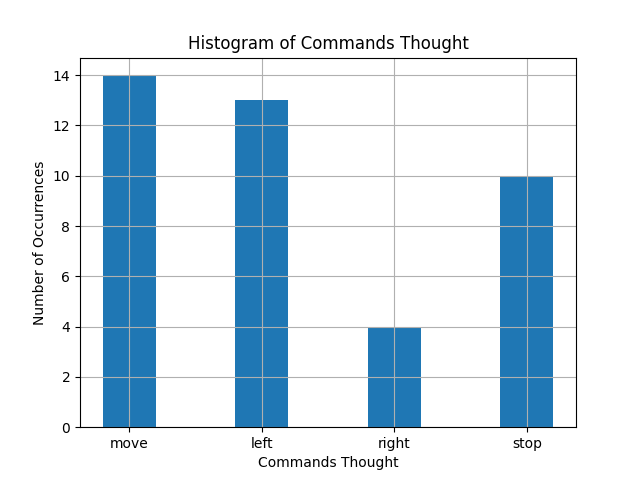 Histogram of Commands Thought
Number of Occurrences
14
12
10
8
6
4
2
0
move left right stop
Commands Thought